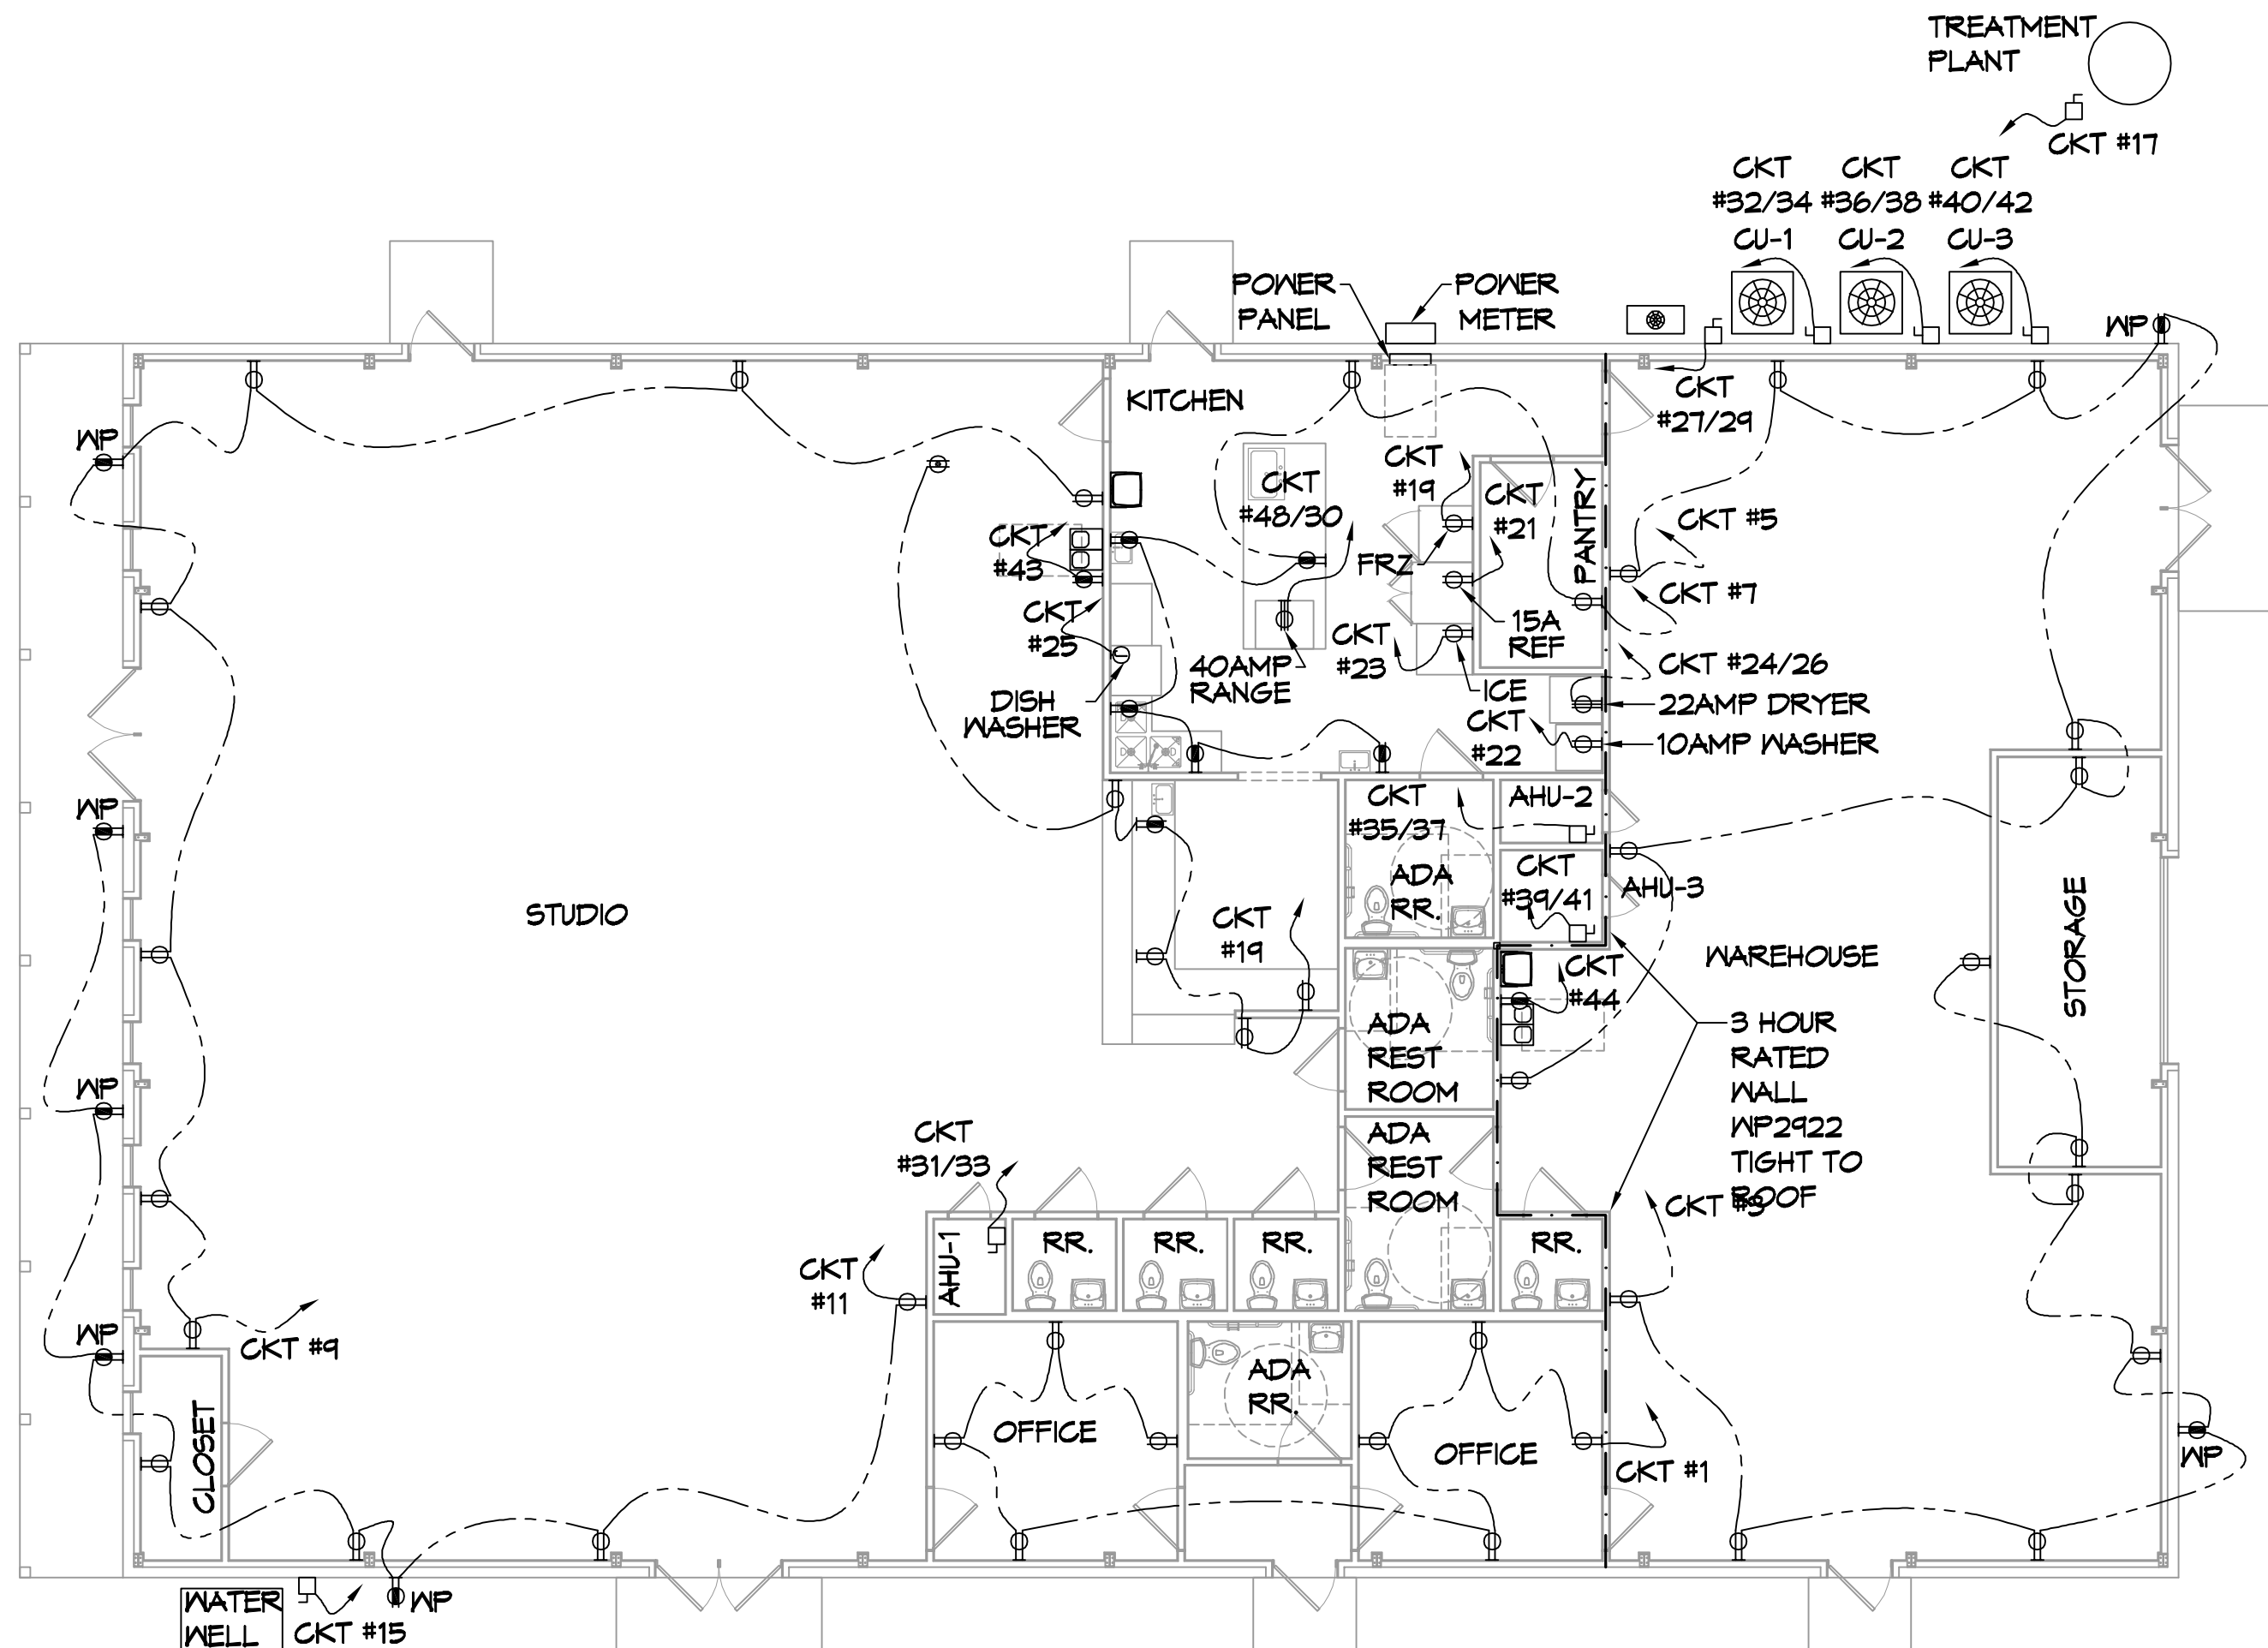 TREATMENT
PLANT
CKT #17
CKT
#32/34
CU-1
CKT
#36/38
CU-2
CKT
#40/42
CU-3
POWER
PANEL
POWER
METER
WP
CKT
#27/29
KITCHEN
WP
CKT
#19
CKT
#48/30
CKT
#21
PANTRY
CKT #5
CKT
#43
FRZ
CKT #7
CKT
#25
15A
REF
CKT
#23
40AMP
RANGE
CKT #24/26
ICE
22AMP DRYER
DISH
WASHER
CKT
#22
10AMP WASHER
WP
CKT
#35/37
AHU-2
ADA
RR.
CKT
#39/41
AHU-3
STUDIO
CKT
#19
WAREHOUSE
STORAGE
CKT
#44
ADA
REST
ROOM
3 HOUR
RATED
WALL
WP2922
TIGHT TO
ROOF
WP
CKT
#31/33
ADA
REST
ROOM
CKT #3
AHU-1
RR.
RR.
RR.
RR.
CKT
#11
WP
CKT #9
CLOSET
OFFICE
ADA
RR.
OFFICE
CKT #1
WP
WATER
WELL
CKT #15
WP